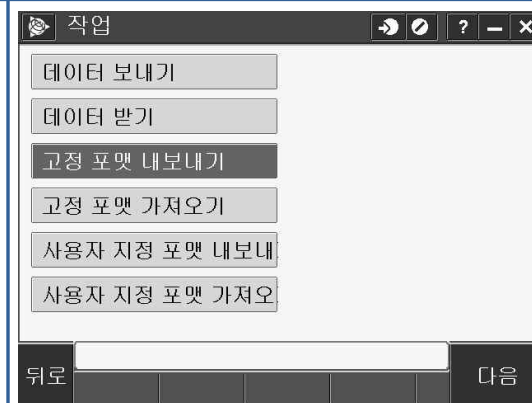 작업
?
데이터 보내기
데이터 받기
고정 포맷 내보내기
고정 포맷 가져오기
사용자 지정 포맷 내보내
사용자 지정 포맷 가져오
뒤로
다음